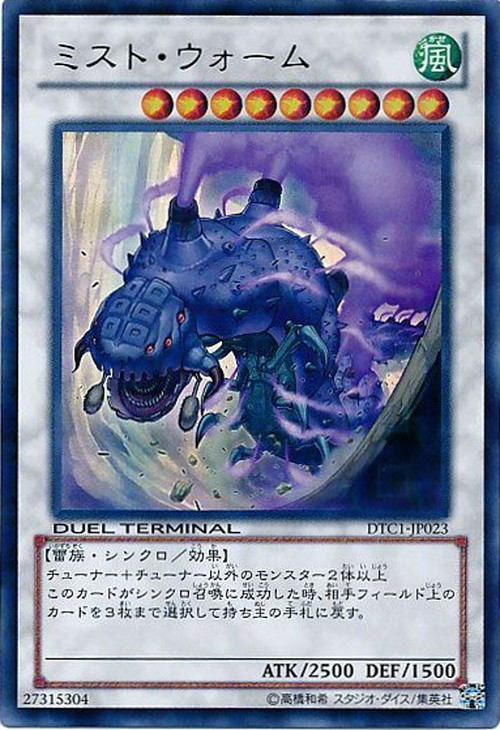 ミスト・ウォーム
風
DUEL TERMINAL
DTC1-JP023
【雷族・シンクロ/効果】
チューナー+チューナー以外のモンスター2体以上
このカードがシンクロ召喚に成功した時、相手フィールド上の
カードを3枚まで選択して持ち主の手札に戻す。
ATK/2500 DEF/1500
27315304
©高橋和希 スタジオ・ダイス/集英社